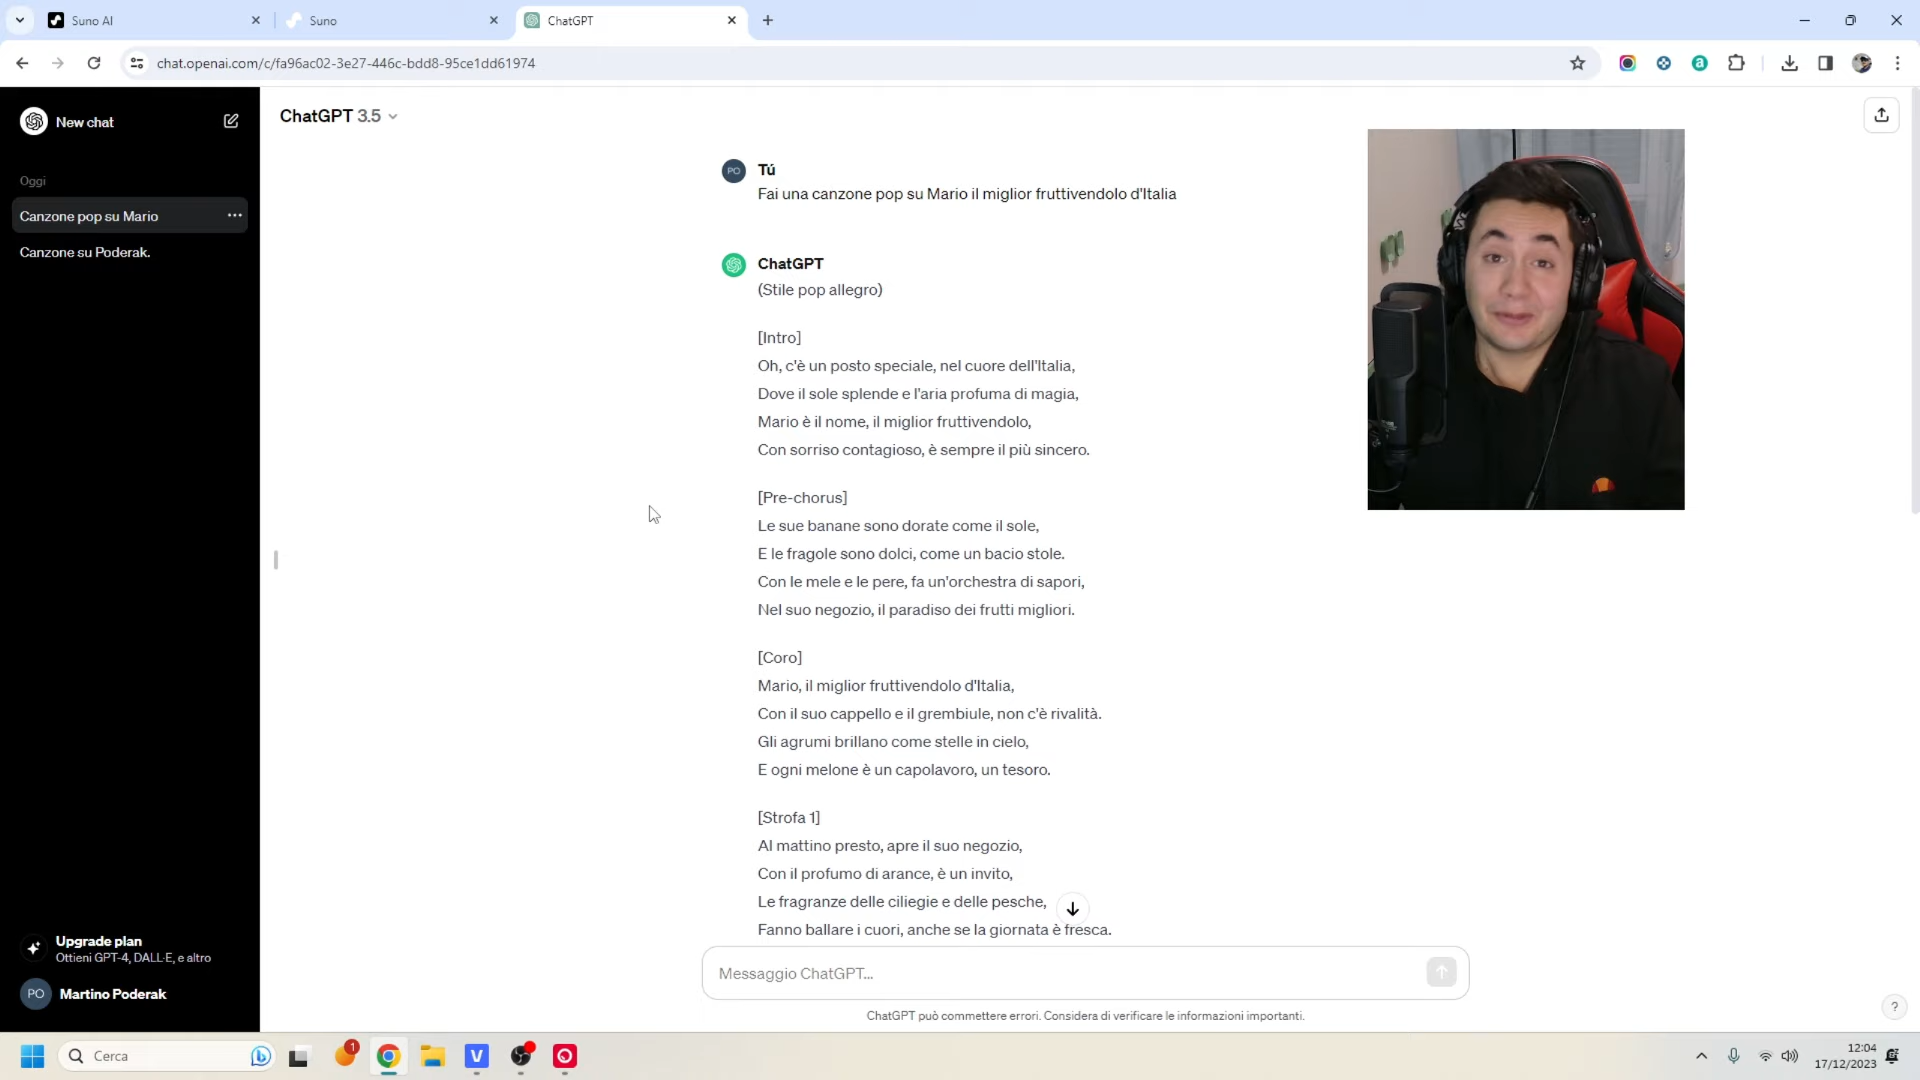 Suno AI
Suno
ChatGPT
chat.openai.com/c/fa96ac02-3e27-446c-bdd8-95ce1dd61974
New chat
Oggi
Canzone pop su Mario
Canzone su Poderak.
Upgrade plan
Ottieni GPT-4, DALL·E, e altro
PO
Martino Poderak
ChatGPT 3.5
PO
Tú
Fai una canzone pop su Mario il miglior fruttivendolo d'Italia
ChatGPT
(Stile pop allegro)
[Intro]
Oh, c'è un posto speciale, nel cuore dell'Italia,
Dove il sole splende e l'aria profuma di magia,
Mario è il nome, il miglior fruttivendolo,
Con sorriso contagioso, è sempre il più sincero.
[Pre-chorus]
Le sue banane sono dorate come il sole,
E le fragole sono dolci, come un bacio stole.
Con le mele e le pere, fa un'orchestra di sapori,
Nel suo negozio, il paradiso dei frutti migliori.
[Coro]
Mario, il miglior fruttivendolo d'Italia,
Con il suo cappello e il grembiule, non c'è rivalità.
Gli agrumi brillano come stelle in cielo,
E ogni melone è un capolavoro, un tesoro.
[Strofa 1]
Al mattino presto, apre il suo negozio,
Con il profumo di arance, è un invito,
Le fragranze delle ciliegie e delle pesche,
Fanno ballare i cuori, anche se la giornata è fresca.
Messaggio ChatGPT...
ChatGPT può commettere errori. Considera di verificare le informazioni importanti.
?
Cerca
1
V
12:04
17/12/2023